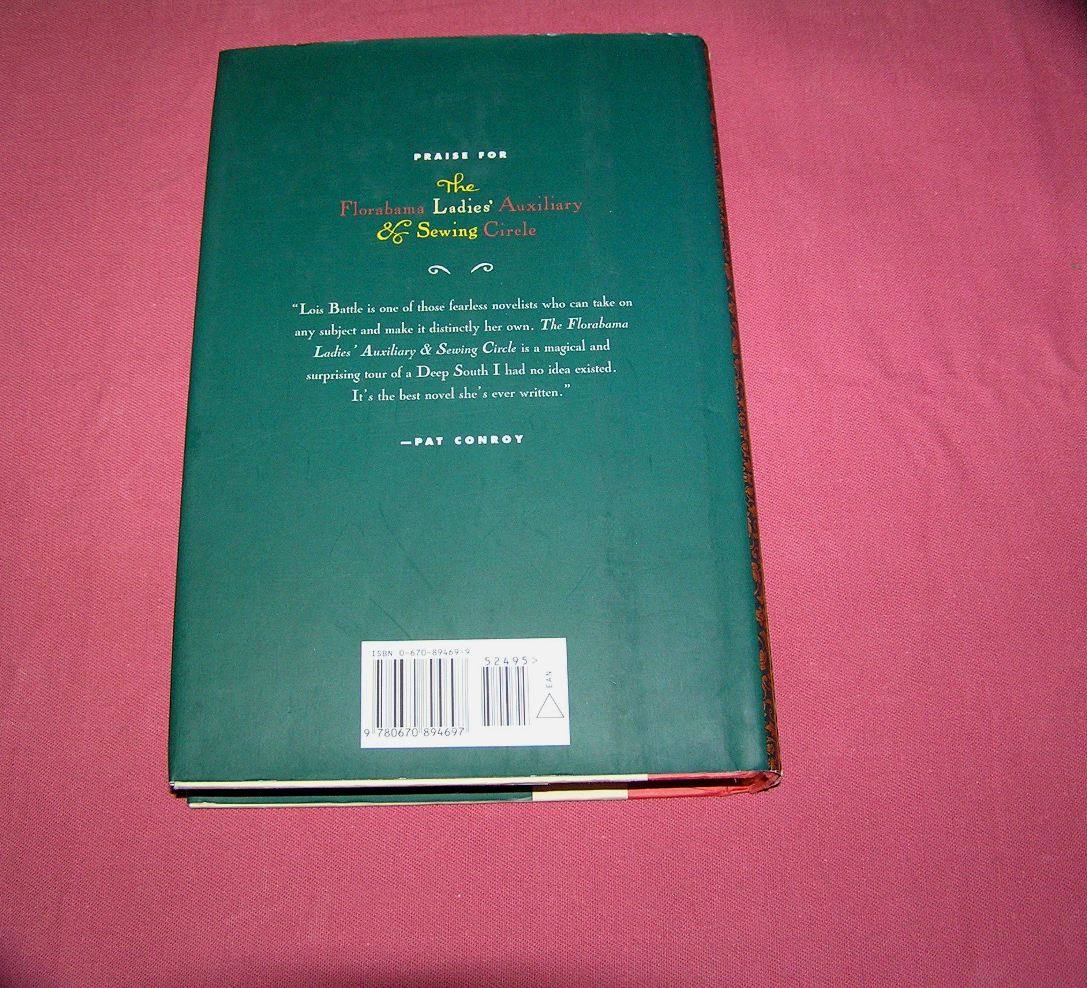 PRAISE FOR
The
Florabama Ladies' Auxiliary
& Sewing Circle
“Lois Battle is one of those fearless novelists who can take on
any subject and make it distinctly her own. The Florabama
Ladies’ Auxiliary & Sewing Circle is a magical and
surprising tour of a Deep South I had no idea existed.
It’s the best novel she’s ever written.”
—PAT CONROY
ISBN 0-670-89469-9
52495>
EAN
9 780670 894697